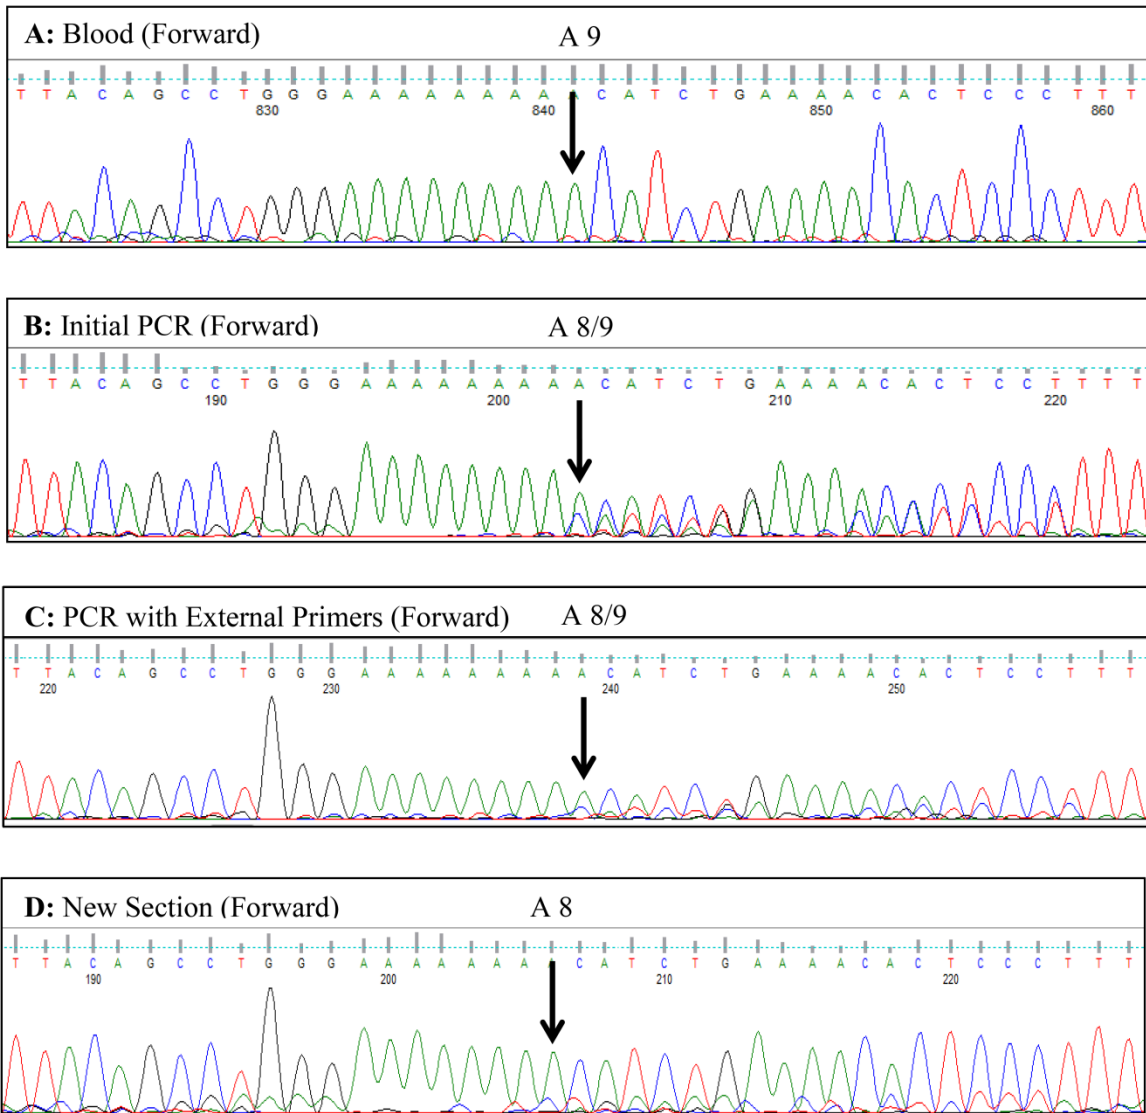 A: Blood (Forward) A 9
T T A C A G C C T G G G A A A A A A A A A C A T C T G A A A A C A C T C C C T T T
830 840 850 860
B: Initial PCR (Forward) A 8/9
T T A C A G C C T G G G A A A A A A A A A C A T C T G A A A A C A C T C C T T T T
190 200 210 220
C: PCR with External Primers (Forward) A 8/9
T T A C A G C C T G G G A A A A A A A A A C A T C T G A A A A C A C T C C T T T
220 230 240 250
D: New Section (Forward) A 8
T T A C A G C C T G G G A A A A A A A A C A T C T G A A A A C A C T C C C T T T
190 200 210 220